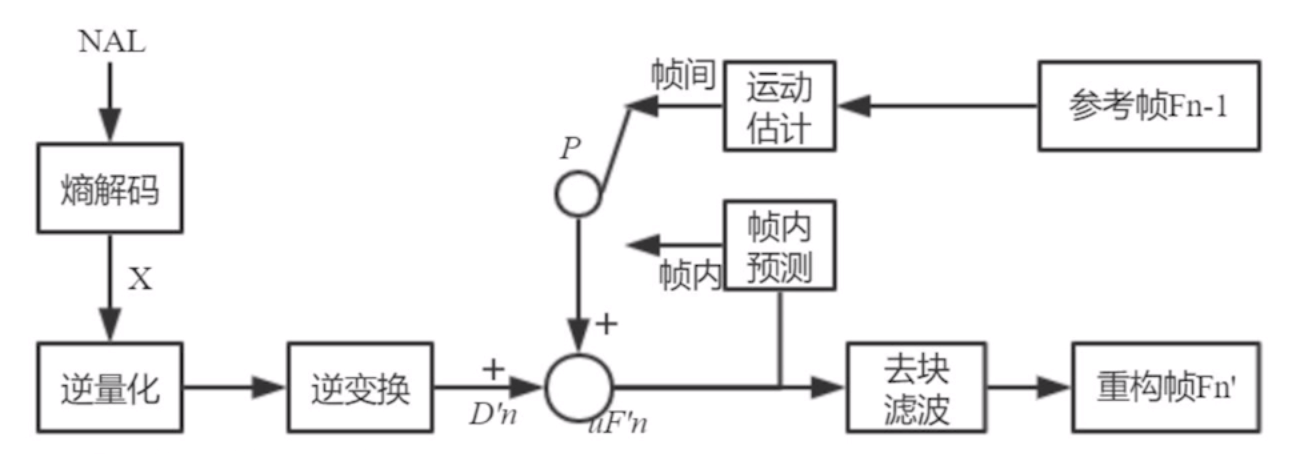 NAL
熵解码
X
逆量化
逆变换
+
D'n
P
+
uF'n
帧间
运动
估计
参考帧Fn-1
帧内
帧内
预测
去块
滤波
重构帧Fn'